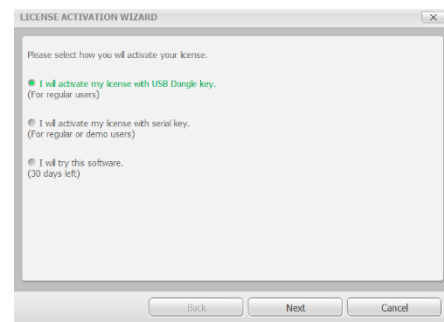 LICENSE ACTIVATION WIZARD
Please select how you will activate your license.
I will activate my license with USB Dongle key.
(For regular users)
I will activate my license with serial key.
(For regular or demo users)
I will try this software.
(30 days left)
Back Next Cancel